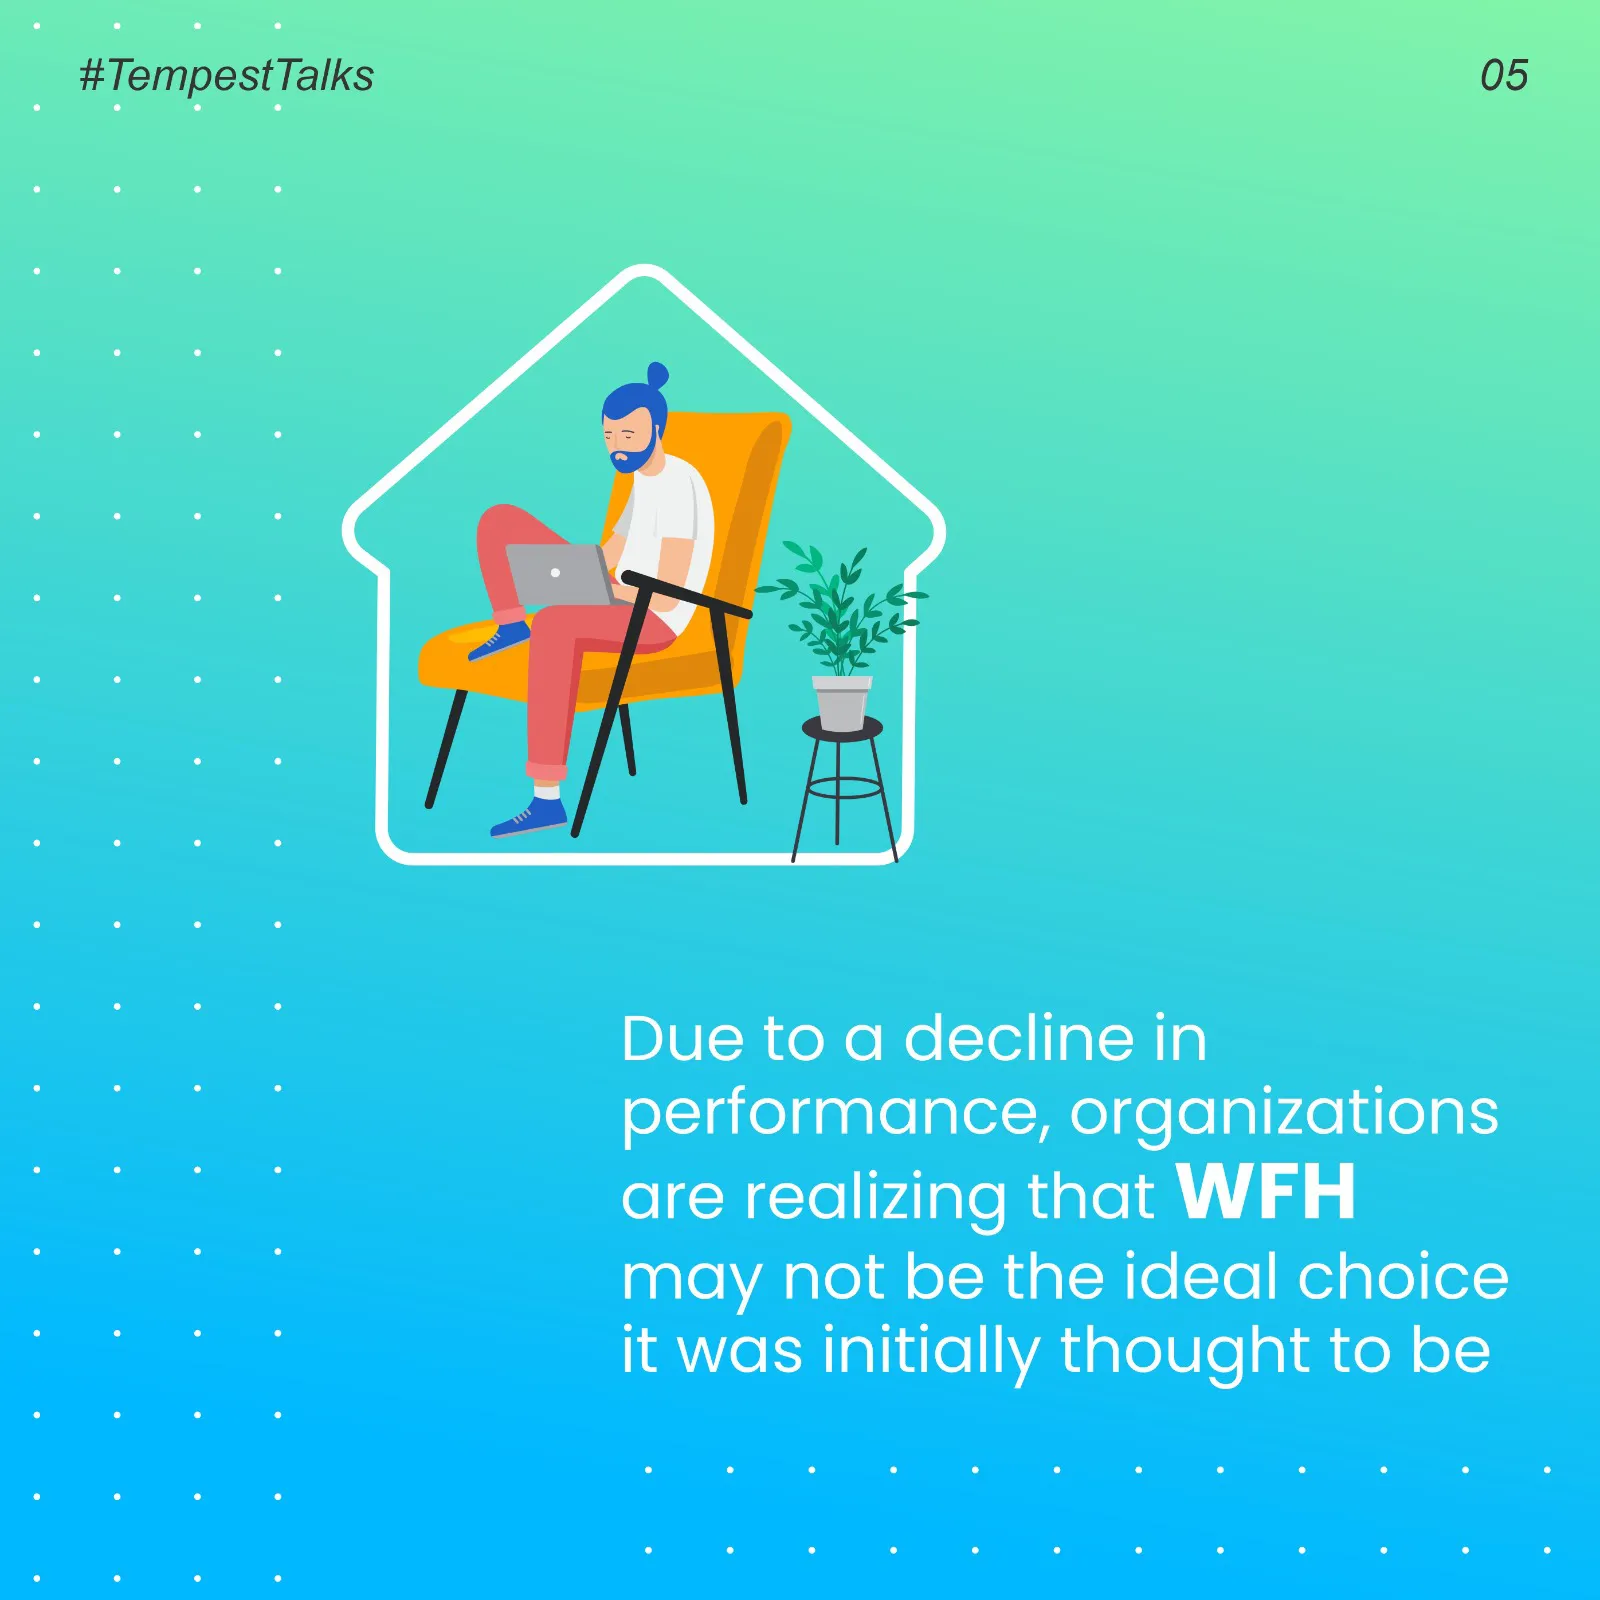 #TempestTalks
05
Due to a decline in
performance, organizations
are realizing that WFH
may not be the ideal choice
it was initially thought to be